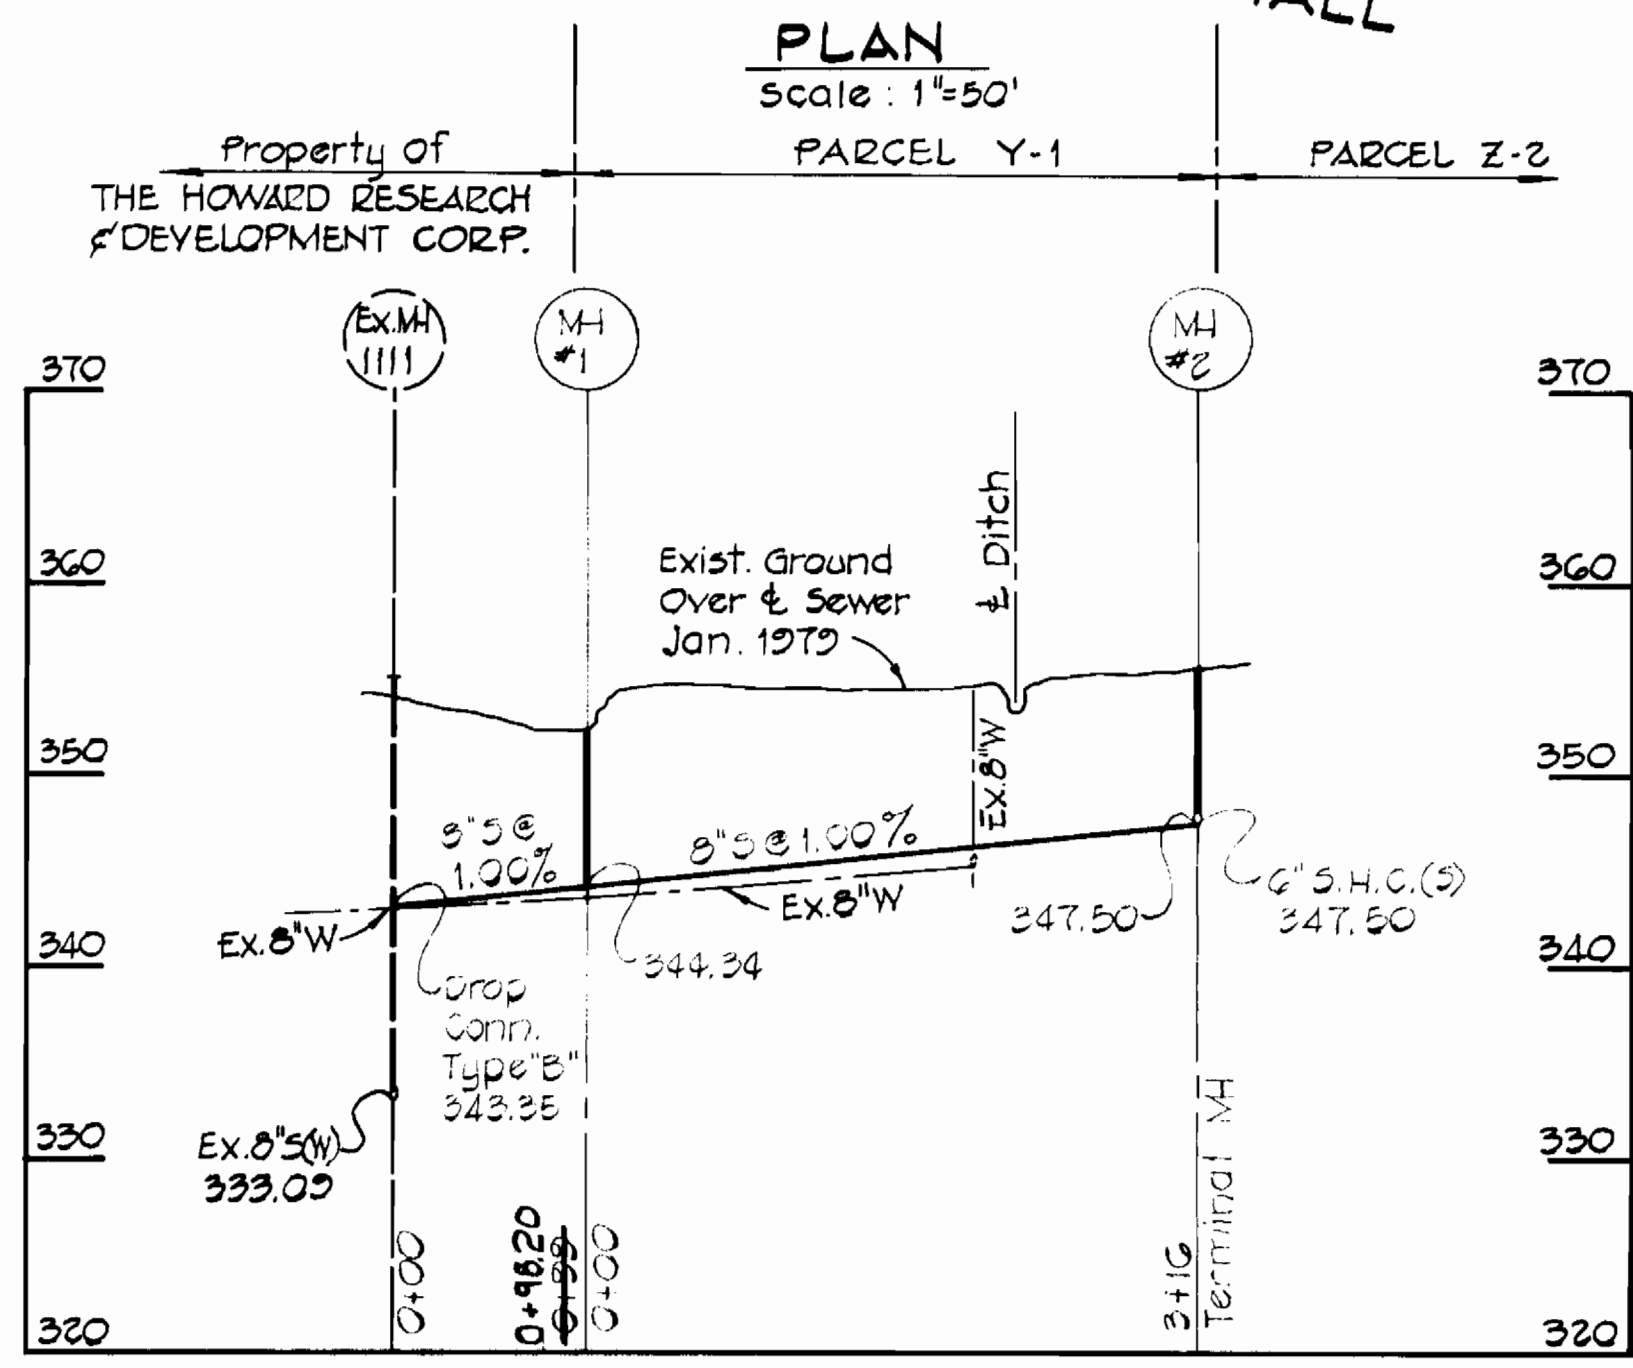 PLAN
Scale : 1"=50'
Property of
THE HOWARD RESEARCH
& DEVELOPMENT CORP.
PARCEL Y-1
PARCEL Z-2
Ex.MH
1111
MH
#1
MH
#2
370
370
360
360
350
350
340
340
330
330
320
320
Exist. Ground
Over ℄ Sewer
Jan. 1979
℄ Ditch
Ex.8"W
8"S @
1.00%
8"S @ 1.00%
Ex.8"W
Ex.8"W
344.34
347.50
6" S.H.C.(S)
347.50
Drop
Conn.
Type "B"
343.35
Ex.8"S(W)
333.09
0+00
0+98.20
0+99
0+00
3+16
Terminal MH